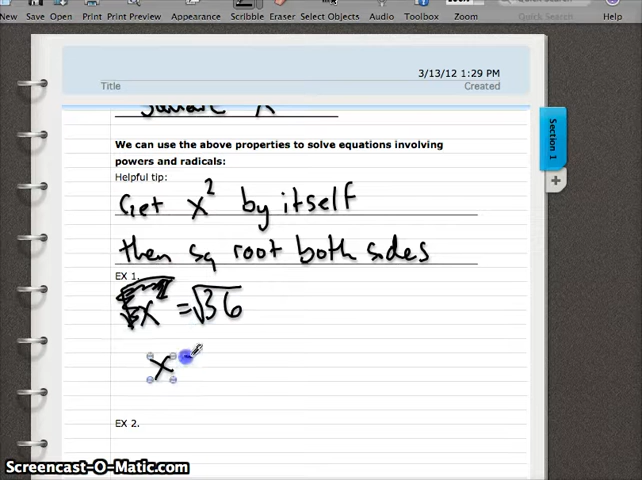 New Save Open Print Print Preview Appearance Scribble Eraser Select Objects Audio Toolbox Zoom Quick Search Help
3/13/12 1:29 PM
Title Created
Square X
We can use the above properties to solve equations involving
powers and radicals:
Helpful tip:
Get x² by itself
then sq root both sides
EX 1.
√x² = √36
x
EX 2.
Section 1
Screencast-O-Matic.com